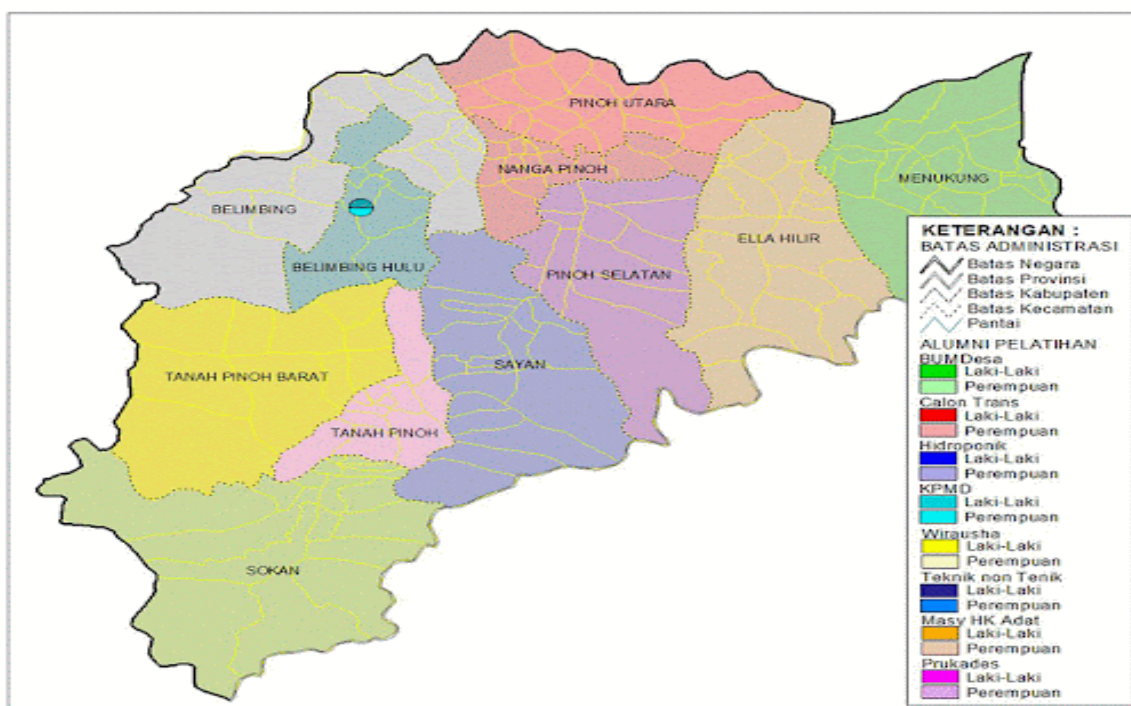 PINOH UTARA
NANGA PINOH
MENUKUNG
BELIMBING
ELLA HILIR
BELIMBING HULU
PINOH SELATAN
SAYAN
TANAH PINOH BARAT
TANAH PINOH
SOKAN
KETERANGAN :
BATAS ADMINISTRASI
Batas Negara
Batas Provinsi
Batas Kabupaten
Batas Kecamatan
Pantai
ALUMNI PELATIHAN
BUMDesa
Laki-Laki
Perempuan
Calon Trans
Laki-Laki
Perempuan
Hidroponik
Laki-Laki
Perempuan
KPMD
Laki-Laki
Perempuan
Wirausha
Laki-Laki
Perempuan
Teknik non Tenik
Laki-Laki
Perempuan
Masy HK Adat
Laki-Laki
Perempuan
Prukades
Laki-Laki
Perempuan